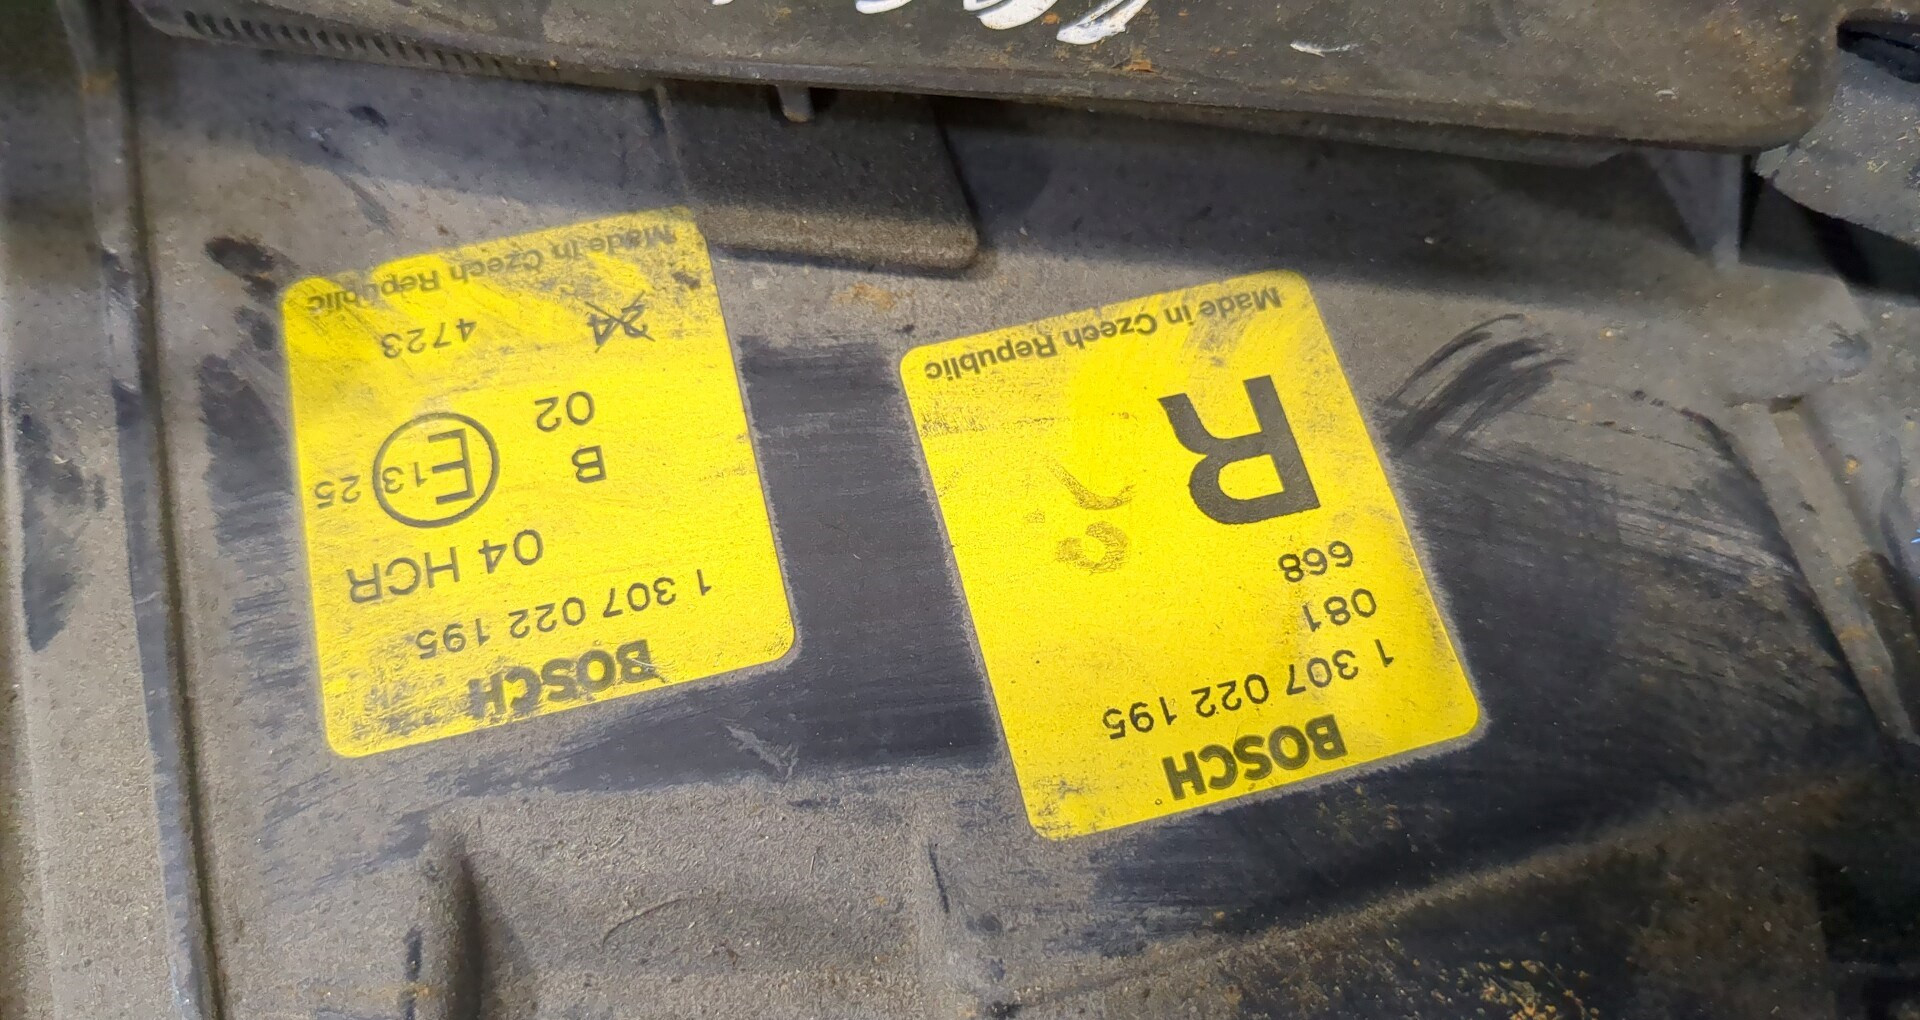 BOSCH
1 307 022 195
081
668
R
Made in Czech Republic
BOSCH
1 307 022 195
04 HCR
B E13 25
02
24 4723
Made in Czech Republic